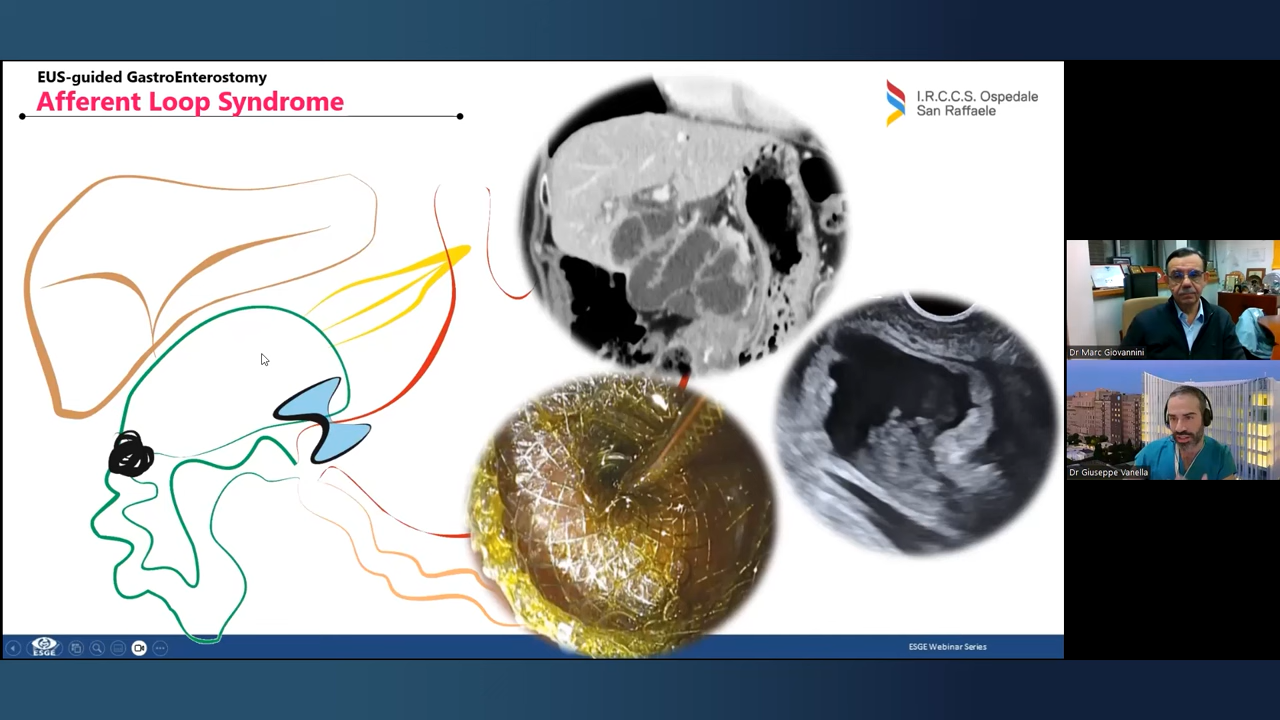 EUS-guided GastroEnterostomy
Afferent Loop Syndrome
I.R.C.C.S. Ospedale
San Raffaele
Dr Marc Giovannini
Dr Giuseppe Vanella
ESGE
ESGE Webinar Series